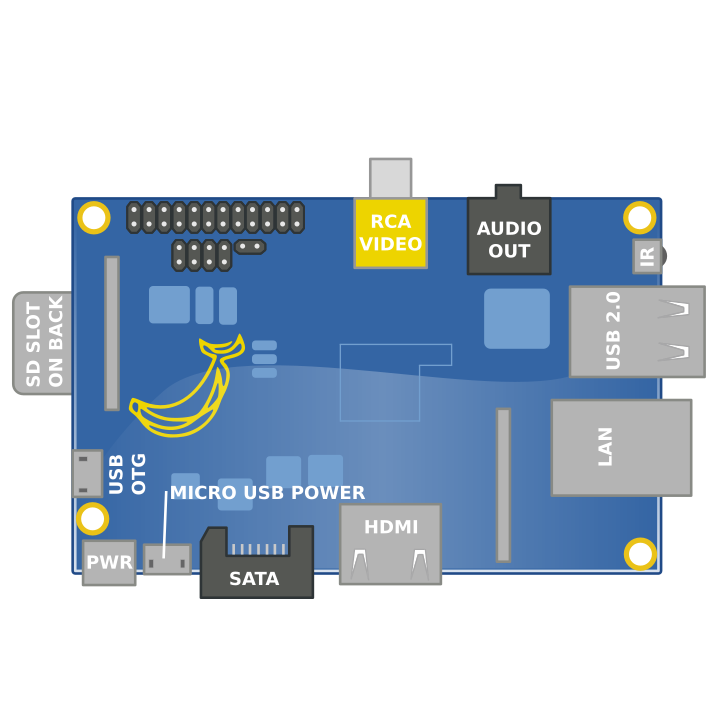 RCA
VIDEO
AUDIO
OUT
IR
SD SLOT
ON BACK
USB 2.0
LAN
USB
OTG
MICRO USB POWER
HDMI
PWR
SATA